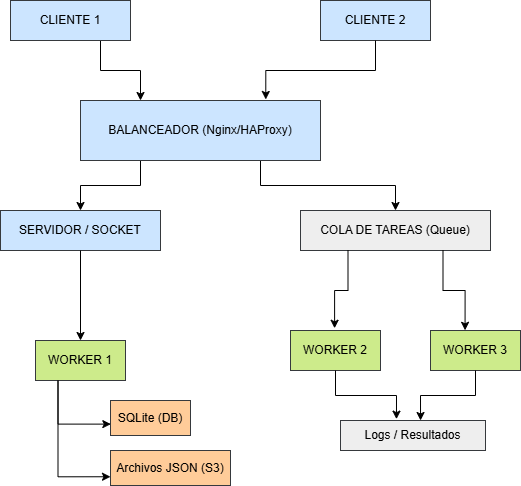 CLIENTE 1
CLIENTE 2
BALANCEADOR (Nginx/HAProxy)
SERVIDOR / SOCKET
COLA DE TAREAS (Queue)
WORKER 1
WORKER 2
WORKER 3
SQLite (DB)
Logs / Resultados
Archivos JSON (S3)